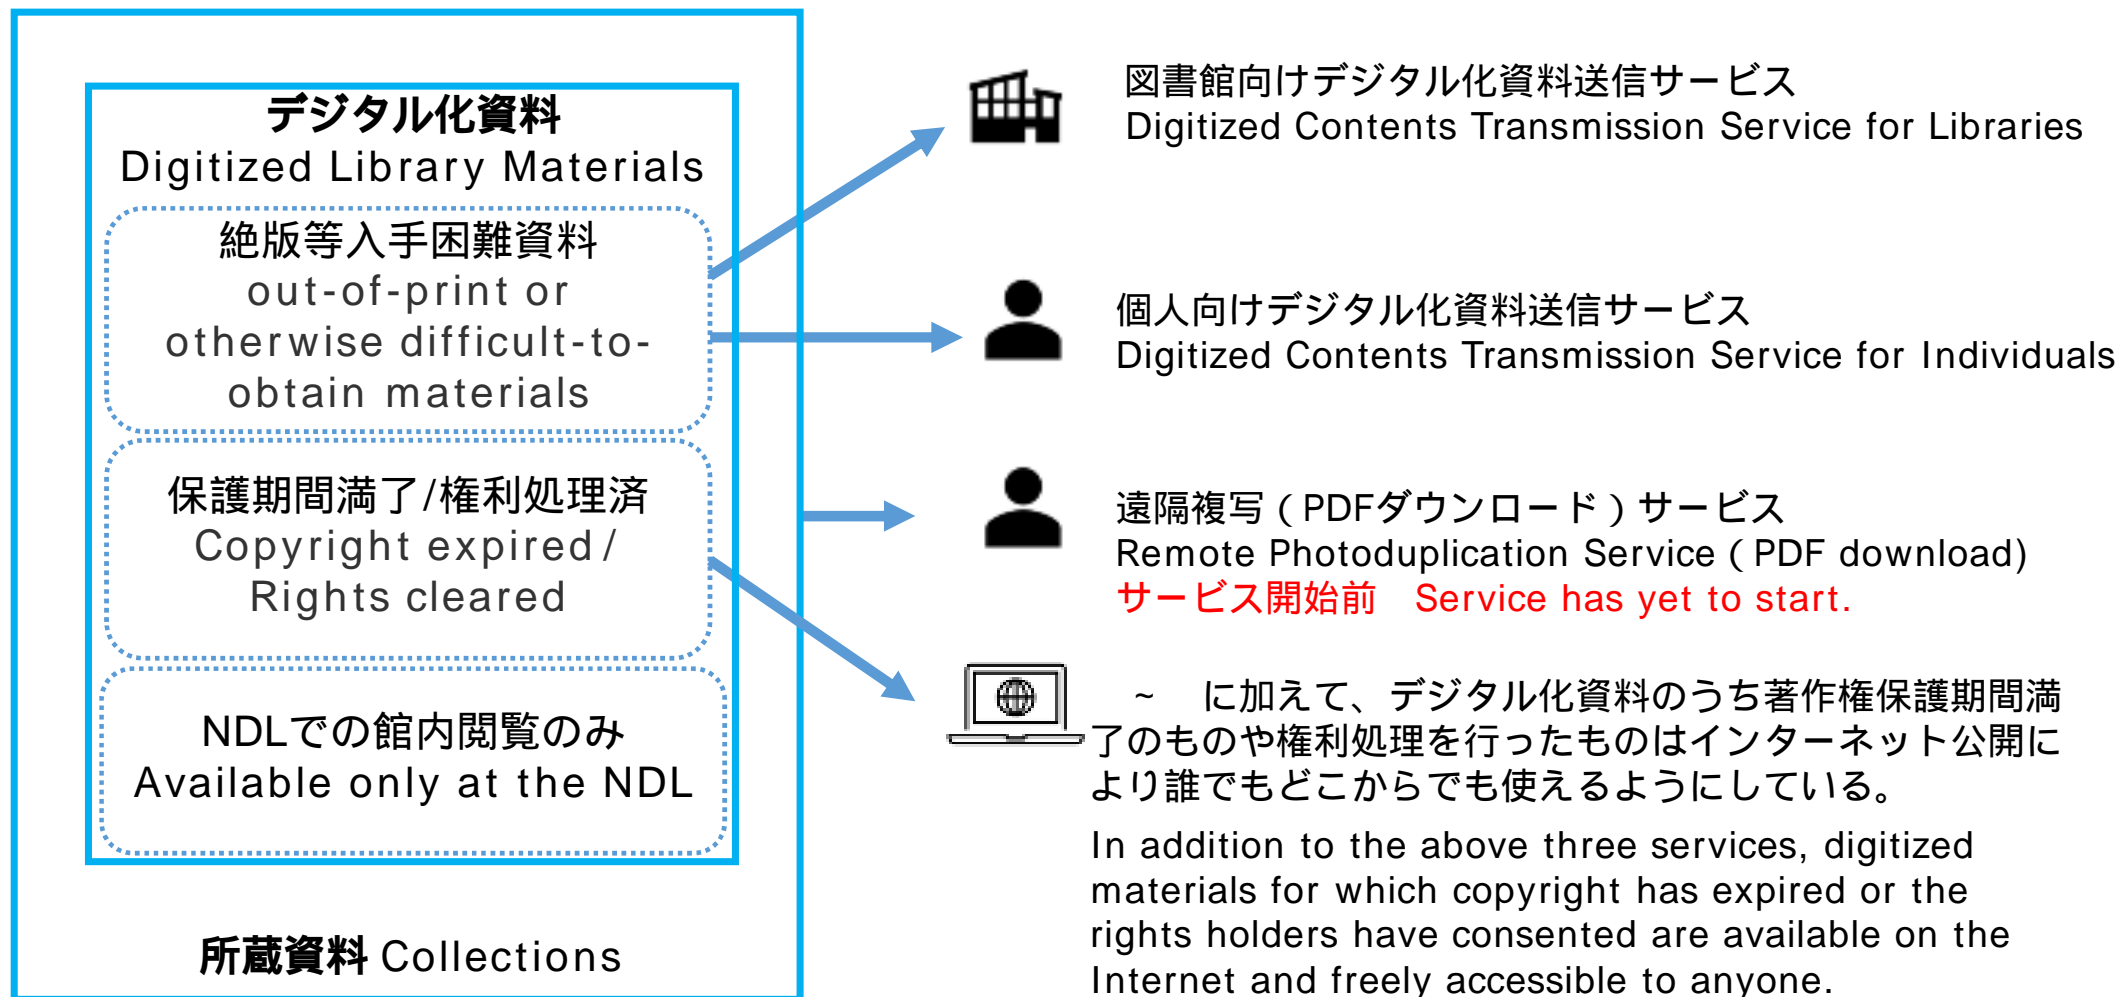 デジタル化資料
Digitized Library Materials
絶版等入手困難資料
out-of-print or
otherwise difficult-to-
obtain materials
保護期間満了/権利処理済
Copyright expired /
Rights cleared
NDLでの館内閲覧のみ
Available only at the NDL
所蔵資料 Collections
図書館向けデジタル化資料送信サービス
Digitized Contents Transmission Service for Libraries
個人向けデジタル化資料送信サービス
Digitized Contents Transmission Service for Individuals
遠隔複写（PDFダウンロード）サービス
Remote Photoduplication Service（PDF download)
サービス開始前　Service has yet to start.
~　に加えて、デジタル化資料のうち著作権保護期間満
了のものや権利処理を行ったものはインターネット公開に
より誰でもどこからでも使えるようにしている。
In addition to the above three services, digitized
materials for which copyright has expired or the
rights holders have consented are available on the
Internet and freely accessible to anyone.